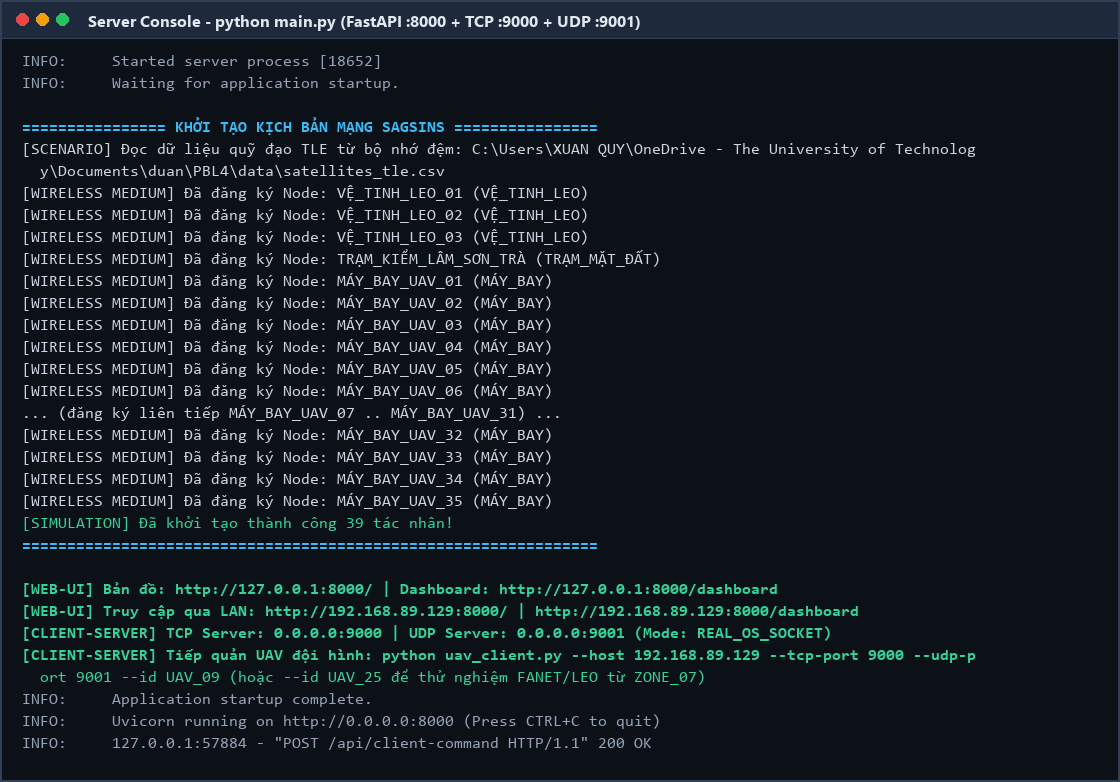 Server Console - python main.py (FastAPI :8000 + TCP :9000 + UDP :9001)
INFO:     Started server process [18652]
INFO:     Waiting for application startup.
================ KHỞI TẠO KỊCH BẢN MẠNG SAGSINS ================
[SCENARIO] Đọc dữ liệu quỹ đạo TLE từ bộ nhớ đệm: C:\Users\XUAN QUY\OneDrive - The University of Technolog
y\Documents\duan\PBL4\data\satellites_tle.csv
[WIRELESS MEDIUM] Đã đăng ký Node: VỆ_TINH_LEO_01 (VỆ_TINH_LEO)
[WIRELESS MEDIUM] Đã đăng ký Node: VỆ_TINH_LEO_02 (VỆ_TINH_LEO)
[WIRELESS MEDIUM] Đã đăng ký Node: VỆ_TINH_LEO_03 (VỆ_TINH_LEO)
[WIRELESS MEDIUM] Đã đăng ký Node: TRẠM_KIỂM_LÂM_SƠN_TRÀ (TRẠM_MẶT_ĐẤT)
[WIRELESS MEDIUM] Đã đăng ký Node: MÁY_BAY_UAV_01 (MÁY_BAY)
[WIRELESS MEDIUM] Đã đăng ký Node: MÁY_BAY_UAV_02 (MÁY_BAY)
[WIRELESS MEDIUM] Đã đăng ký Node: MÁY_BAY_UAV_03 (MÁY_BAY)
[WIRELESS MEDIUM] Đã đăng ký Node: MÁY_BAY_UAV_04 (MÁY_BAY)
[WIRELESS MEDIUM] Đã đăng ký Node: MÁY_BAY_UAV_05 (MÁY_BAY)
[WIRELESS MEDIUM] Đã đăng ký Node: MÁY_BAY_UAV_06 (MÁY_BAY)
... (đăng ký liên tiếp MÁY_BAY_UAV_07 .. MÁY_BAY_UAV_31) ...
[WIRELESS MEDIUM] Đã đăng ký Node: MÁY_BAY_UAV_32 (MÁY_BAY)
[WIRELESS MEDIUM] Đã đăng ký Node: MÁY_BAY_UAV_33 (MÁY_BAY)
[WIRELESS MEDIUM] Đã đăng ký Node: MÁY_BAY_UAV_34 (MÁY_BAY)
[WIRELESS MEDIUM] Đã đăng ký Node: MÁY_BAY_UAV_35 (MÁY_BAY)
[SIMULATION] Đã khởi tạo thành công 39 tác nhân!
================================================================
[WEB-UI] Bản đồ: http://127.0.0.1:8000/ | Dashboard: http://127.0.0.1:8000/dashboard
[WEB-UI] Truy cập qua LAN: http://192.168.89.129:8000/ | http://192.168.89.129:8000/dashboard
[CLIENT-SERVER] TCP Server: 0.0.0.0:9000 | UDP Server: 0.0.0.0:9001 (Mode: REAL_OS_SOCKET)
[CLIENT-SERVER] Tiếp quản UAV đội hình: python uav_client.py --host 192.168.89.129 --tcp-port 9000 --udp-p
ort 9001 --id UAV_09 (hoặc --id UAV_25 để thử nghiệm FANET/LEO từ ZONE_07)
INFO:     Application startup complete.
INFO:     Uvicorn running on http://0.0.0.0:8000 (Press CTRL+C to quit)
INFO:     127.0.0.1:57884 - "POST /api/client-command HTTP/1.1" 200 OK